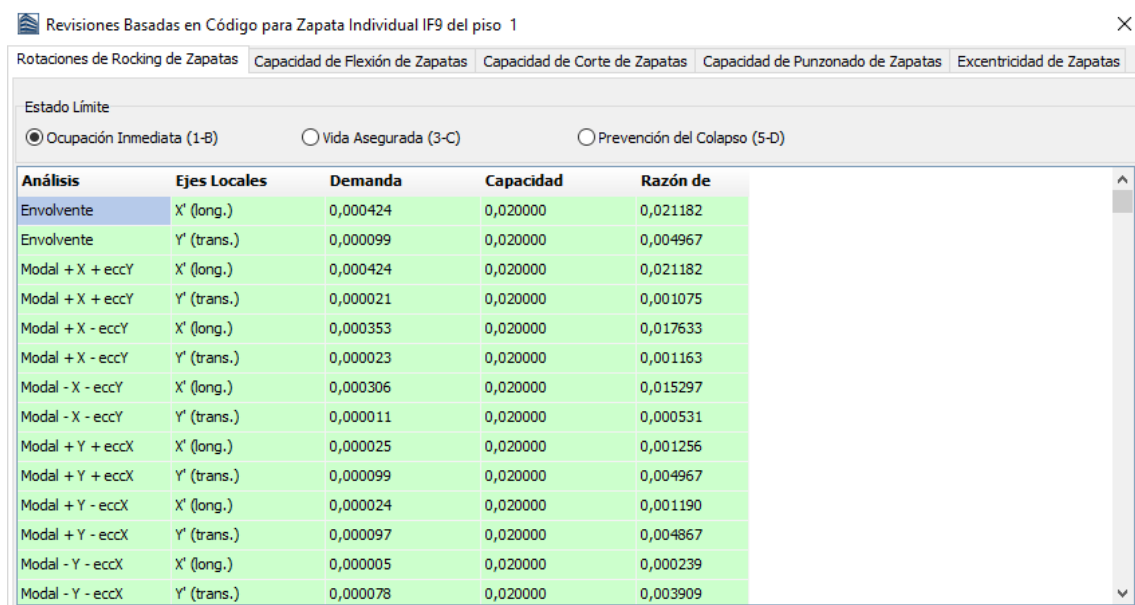 Revisiones Basadas en Código para Zapata Individual IF9 del piso 1
Rotaciones de Rocking de Zapatas Capacidad de Flexión de Zapatas Capacidad de Corte de Zapatas Capacidad de Punzonado de Zapatas Excentricidad de Zapatas
Estado Límite
Ocupación Inmediata (1-B) Vida Asegurada (3-C) Prevención del Colapso (5-D)
Análisis Ejes Locales Demanda Capacidad Razón de
Envolvente X' (long.) 0,000424 0,020000 0,021182
Envolvente Y' (trans.) 0,000099 0,020000 0,004967
Modal + X + eccY X' (long.) 0,000424 0,020000 0,021182
Modal + X + eccY Y' (trans.) 0,000021 0,020000 0,001075
Modal + X - eccY X' (long.) 0,000353 0,020000 0,017633
Modal + X - eccY Y' (trans.) 0,000023 0,020000 0,001163
Modal - X - eccY X' (long.) 0,000306 0,020000 0,015297
Modal - X - eccY Y' (trans.) 0,000011 0,020000 0,000531
Modal + Y + eccX X' (long.) 0,000025 0,020000 0,001256
Modal + Y + eccX Y' (trans.) 0,000099 0,020000 0,004967
Modal + Y - eccX X' (long.) 0,000024 0,020000 0,001190
Modal + Y - eccX Y' (trans.) 0,000097 0,020000 0,004867
Modal - Y - eccX X' (long.) 0,000005 0,020000 0,000239
Modal - Y - eccX Y' (trans.) 0,000078 0,020000 0,003909